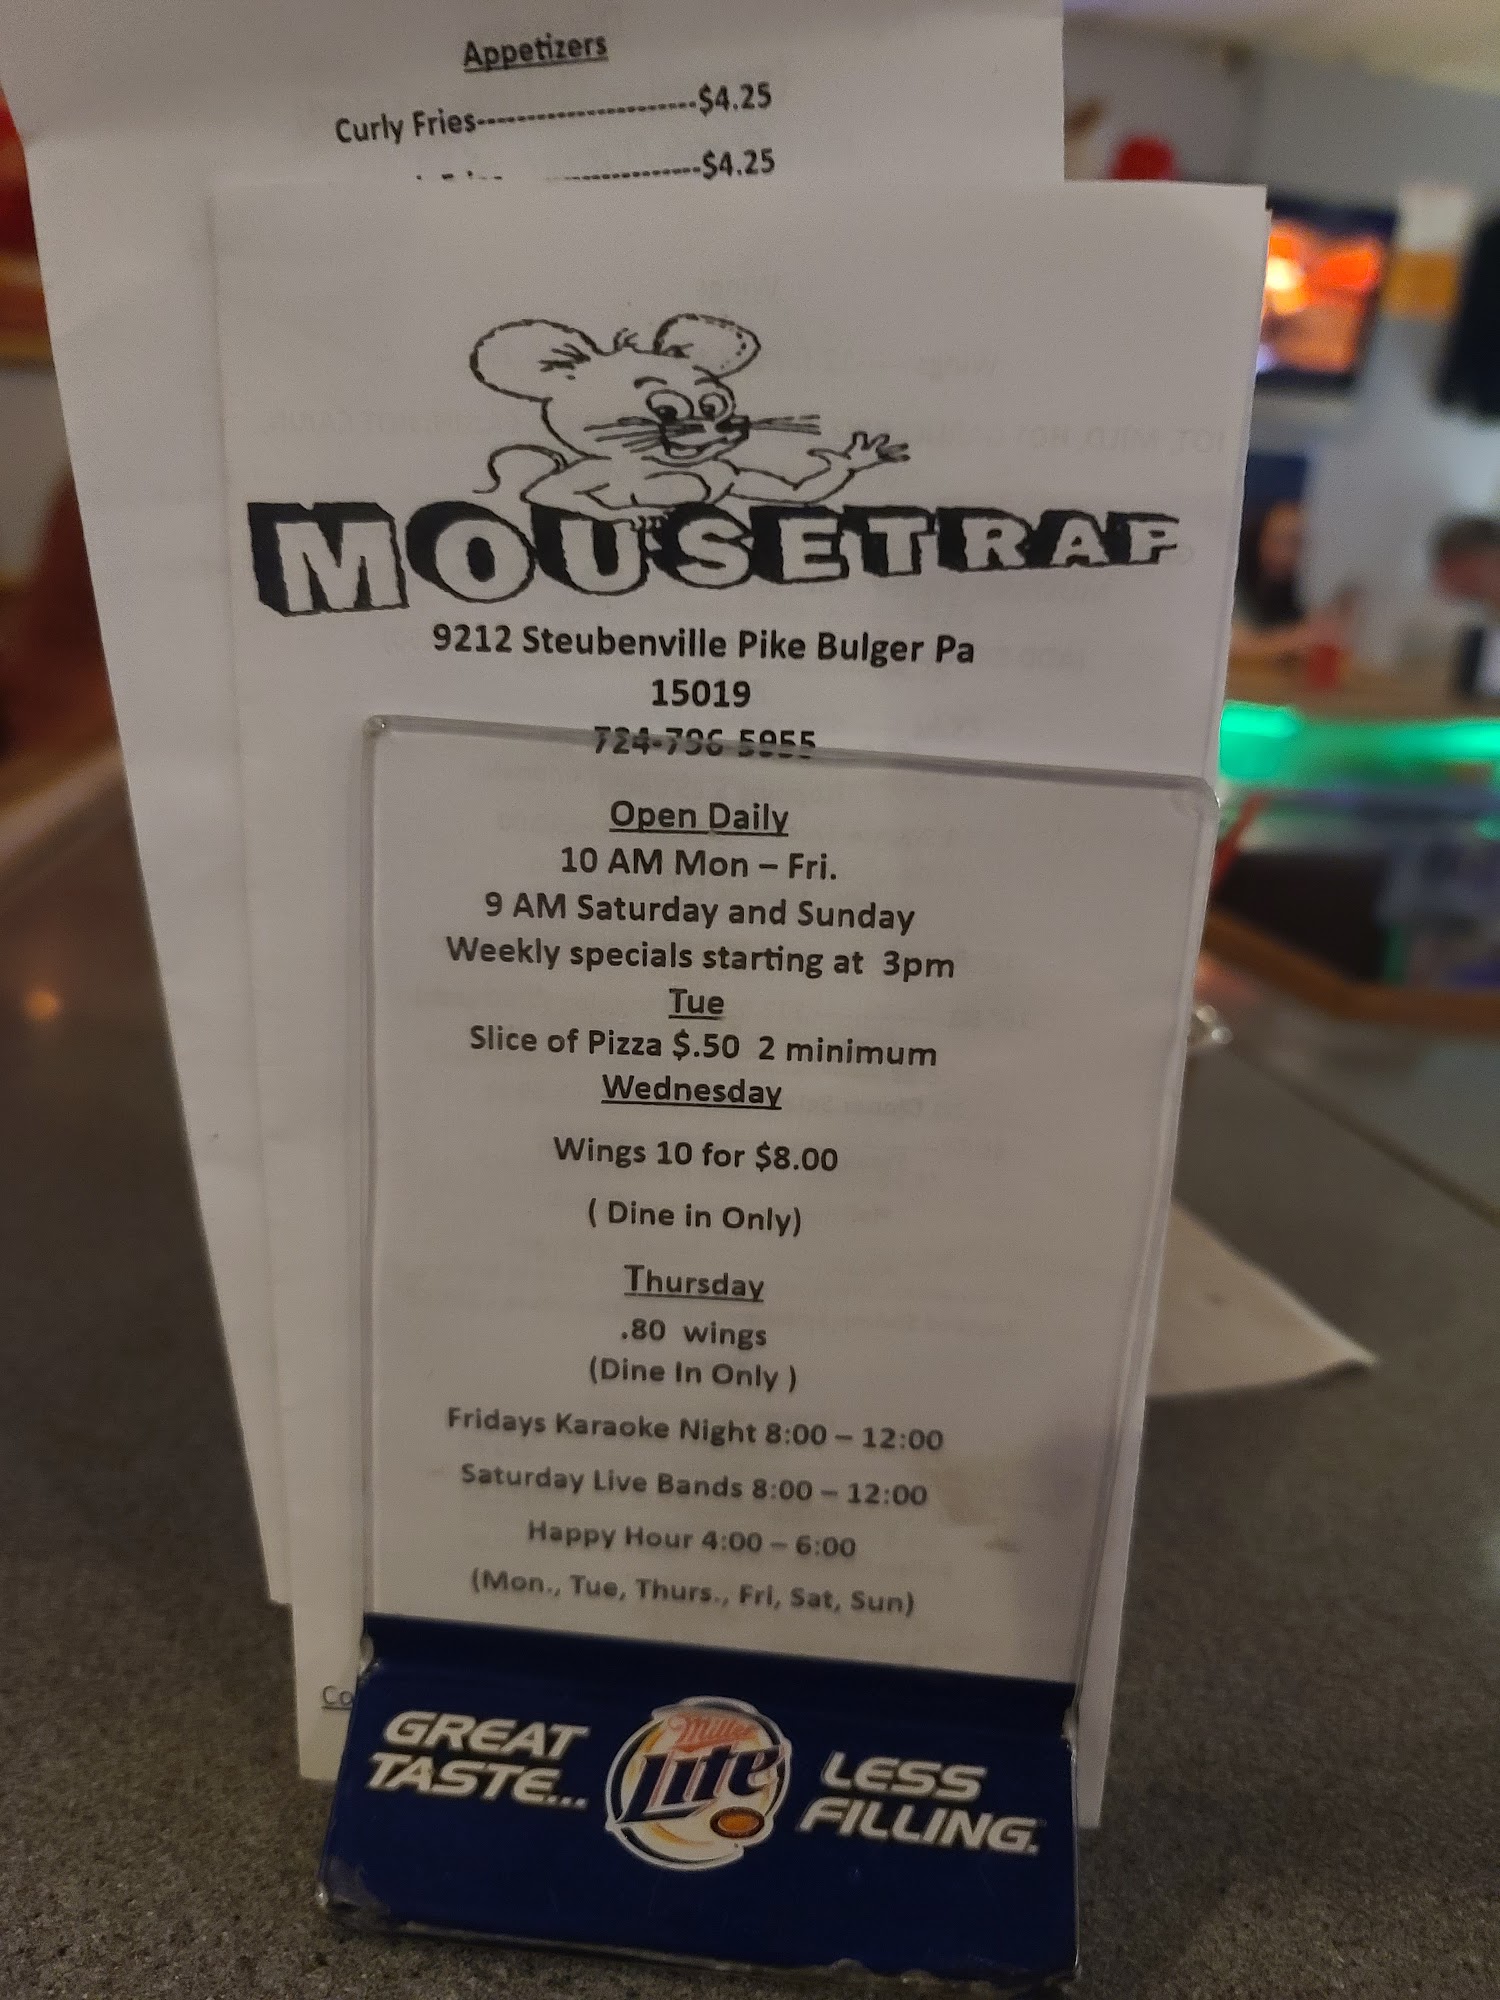 Appetizers
Curly Fries----------------------$4.25
----------------$4.25
MOUSETRAP
9212 Steubenville Pike Bulger Pa
15019
724-796-5955
Open Daily
10 AM Mon – Fri.
9 AM Saturday and Sunday
Weekly specials starting at 3pm
Tue
Slice of Pizza $.50 2 minimum
Wednesday
Wings 10 for $8.00
( Dine in Only)
Thursday
.80 wings
(Dine In Only )
Fridays Karaoke Night 8:00 – 12:00
Saturday Live Bands 8:00 – 12:00
Happy Hour 4:00 – 6:00
(Mon., Tue, Thurs., Fri, Sat, Sun)
Co
GREAT TASTE...
Miller Lite
LESS FILLING.